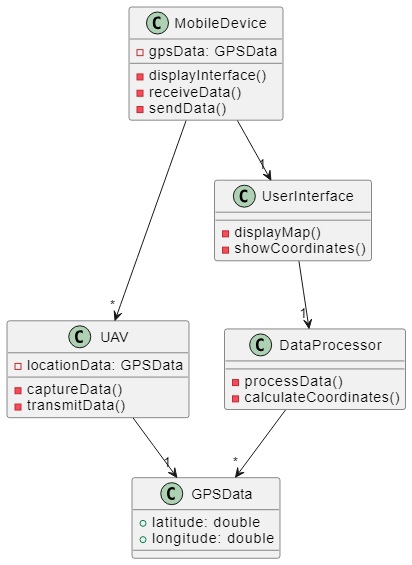 C MobileDevice
gpsData: GPSData
displayInterface()
receiveData()
sendData()
1
C UserInterface
displayMap()
showCoordinates()
*
1
C UAV
locationData: GPSData
captureData()
transmitData()
C DataProcessor
processData()
calculateCoordinates()
1
*
C GPSData
latitude: double
longitude: double